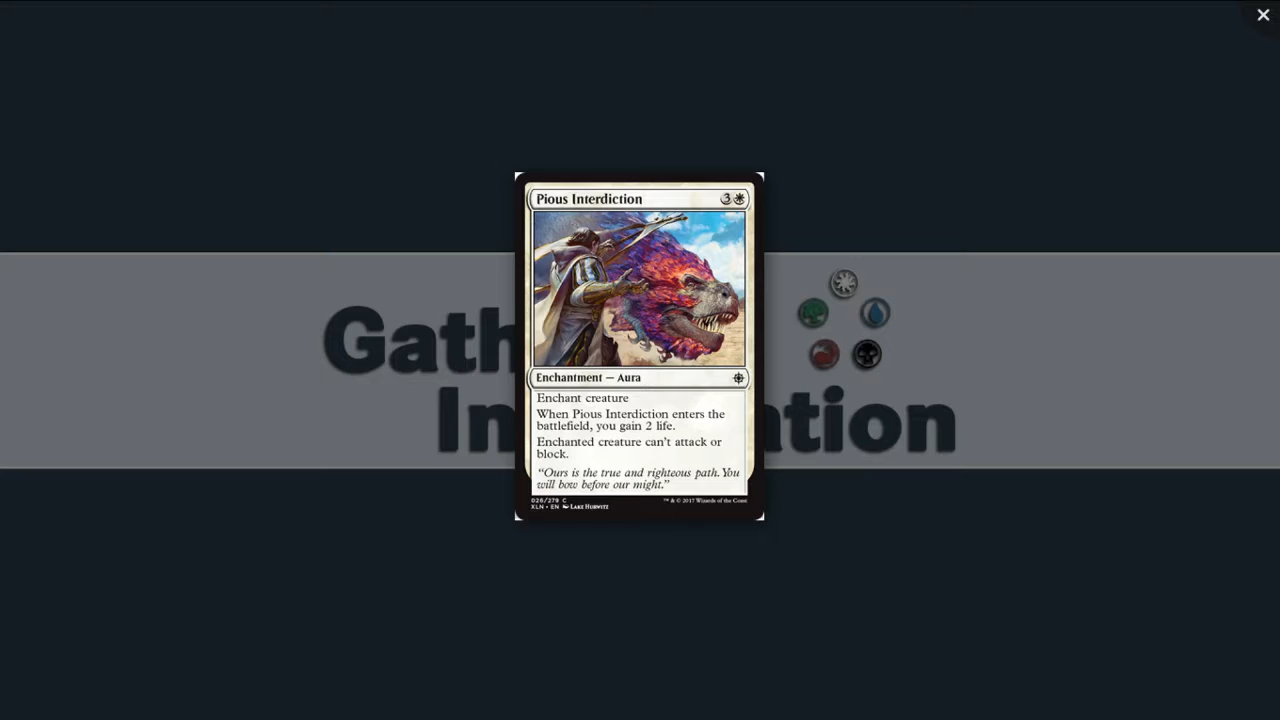 Pious Interdiction 3
Gath
Enchantment — Aura
Enchant creature
When Pious Interdiction enters the
battlefield, you gain 2 life.
In
ation
Enchanted creature can't attack or
block.
"Ours is the true and righteous path. You
will bow before our might."
026/279 C
XLN • EN LAKE HURWITZ
™ & © 2017 Wizards of the Coast